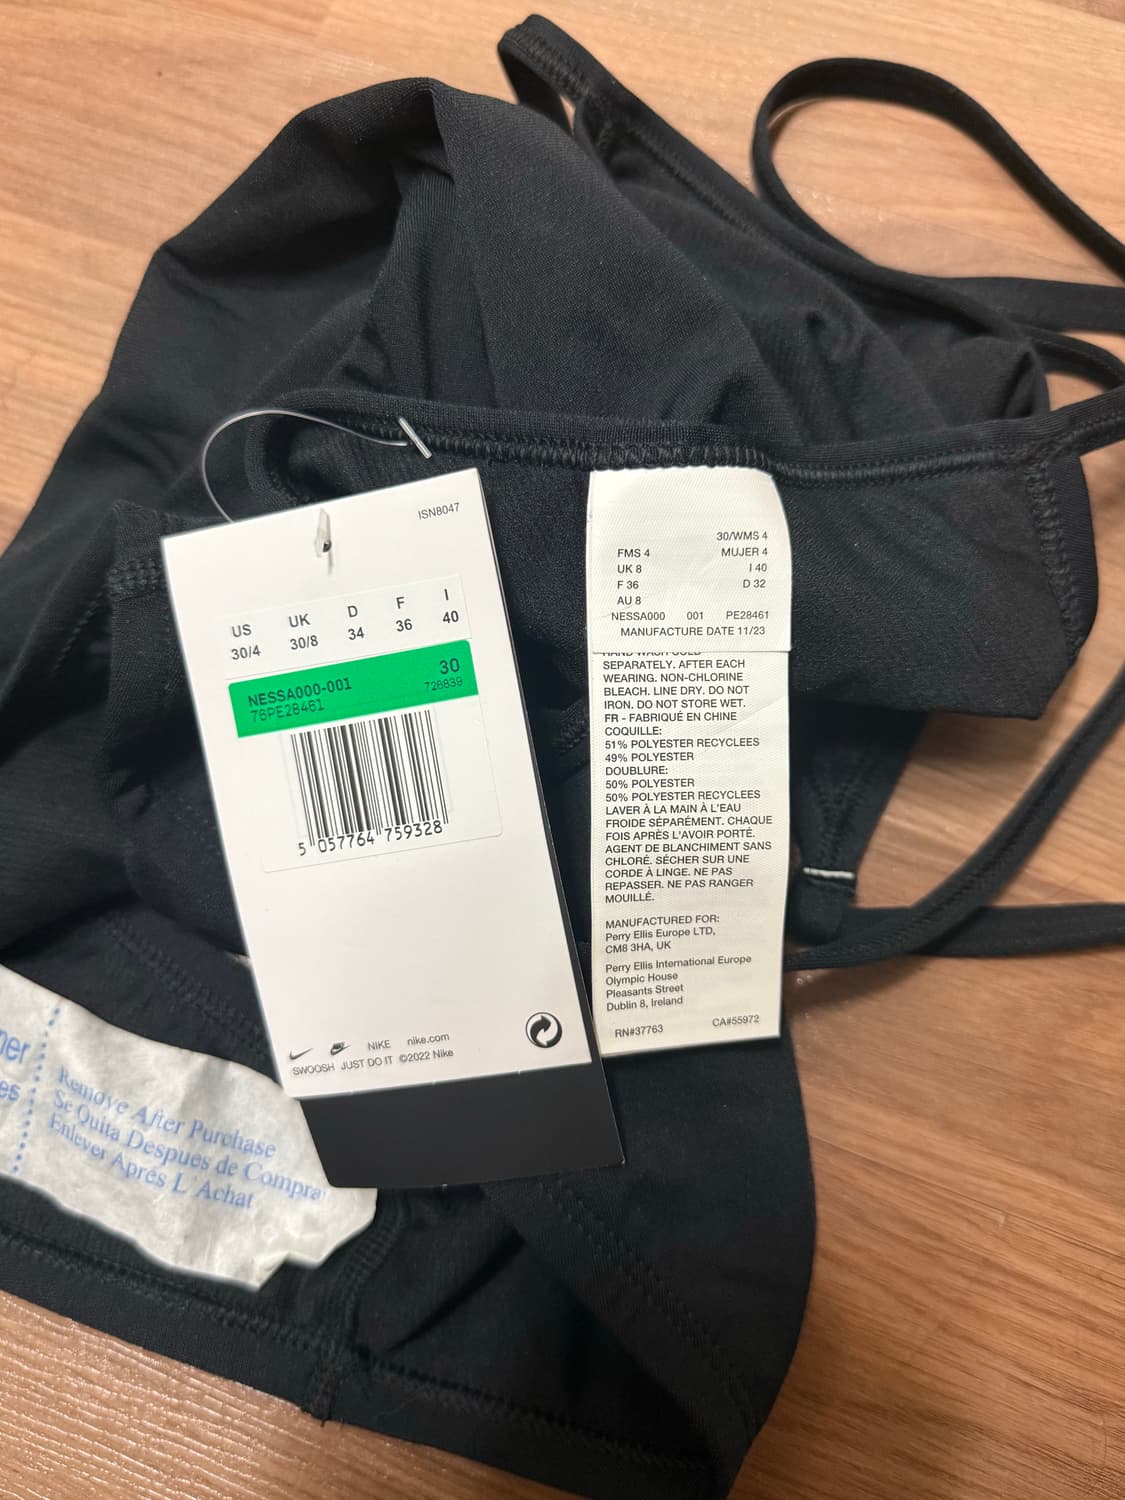 ISN8047
US UK D F I
30/4 30/8 34 36 40
NESSA000-001 30
76PE28461 726839
5 057764 759328
NIKE nike.com
SWOOSH JUST DO IT ©2022 Nike
30/WMS 4
FMS 4 MUJER 4
UK 8 I 40
F 36 D 32
AU 8
NESSA000 001 PE28461
MANUFACTURE DATE 11/23
HAND WASH COLD
SEPARATELY. AFTER EACH
WEARING. NON-CHLORINE
BLEACH. LINE DRY. DO NOT
IRON. DO NOT STORE WET.
FR - FABRIQUÉ EN CHINE
COQUILLE:
51% POLYESTER RECYCLEES
49% POLYESTER
DOUBLURE:
50% POLYESTER
50% POLYESTER RECYCLEES
LAVER À LA MAIN À L'EAU
FROIDE SÉPARÉMENT. CHAQUE
FOIS APRÈS L'AVOIR PORTÉ.
AGENT DE BLANCHIMENT SANS
CHLORÉ. SÉCHER SUR UNE
CORDE À LINGE. NE PAS
REPASSER. NE PAS RANGER
MOUILLÉ.
MANUFACTURED FOR:
Perry Ellis Europe LTD,
CM8 3HA, UK
Perry Ellis International Europe
Olympic House
Pleasants Street
Dublin 8, Ireland
RN#37763 CA#55972
Remove After Purchase
Se Quita Despues de Compra
Enlever Aprés L'Achat